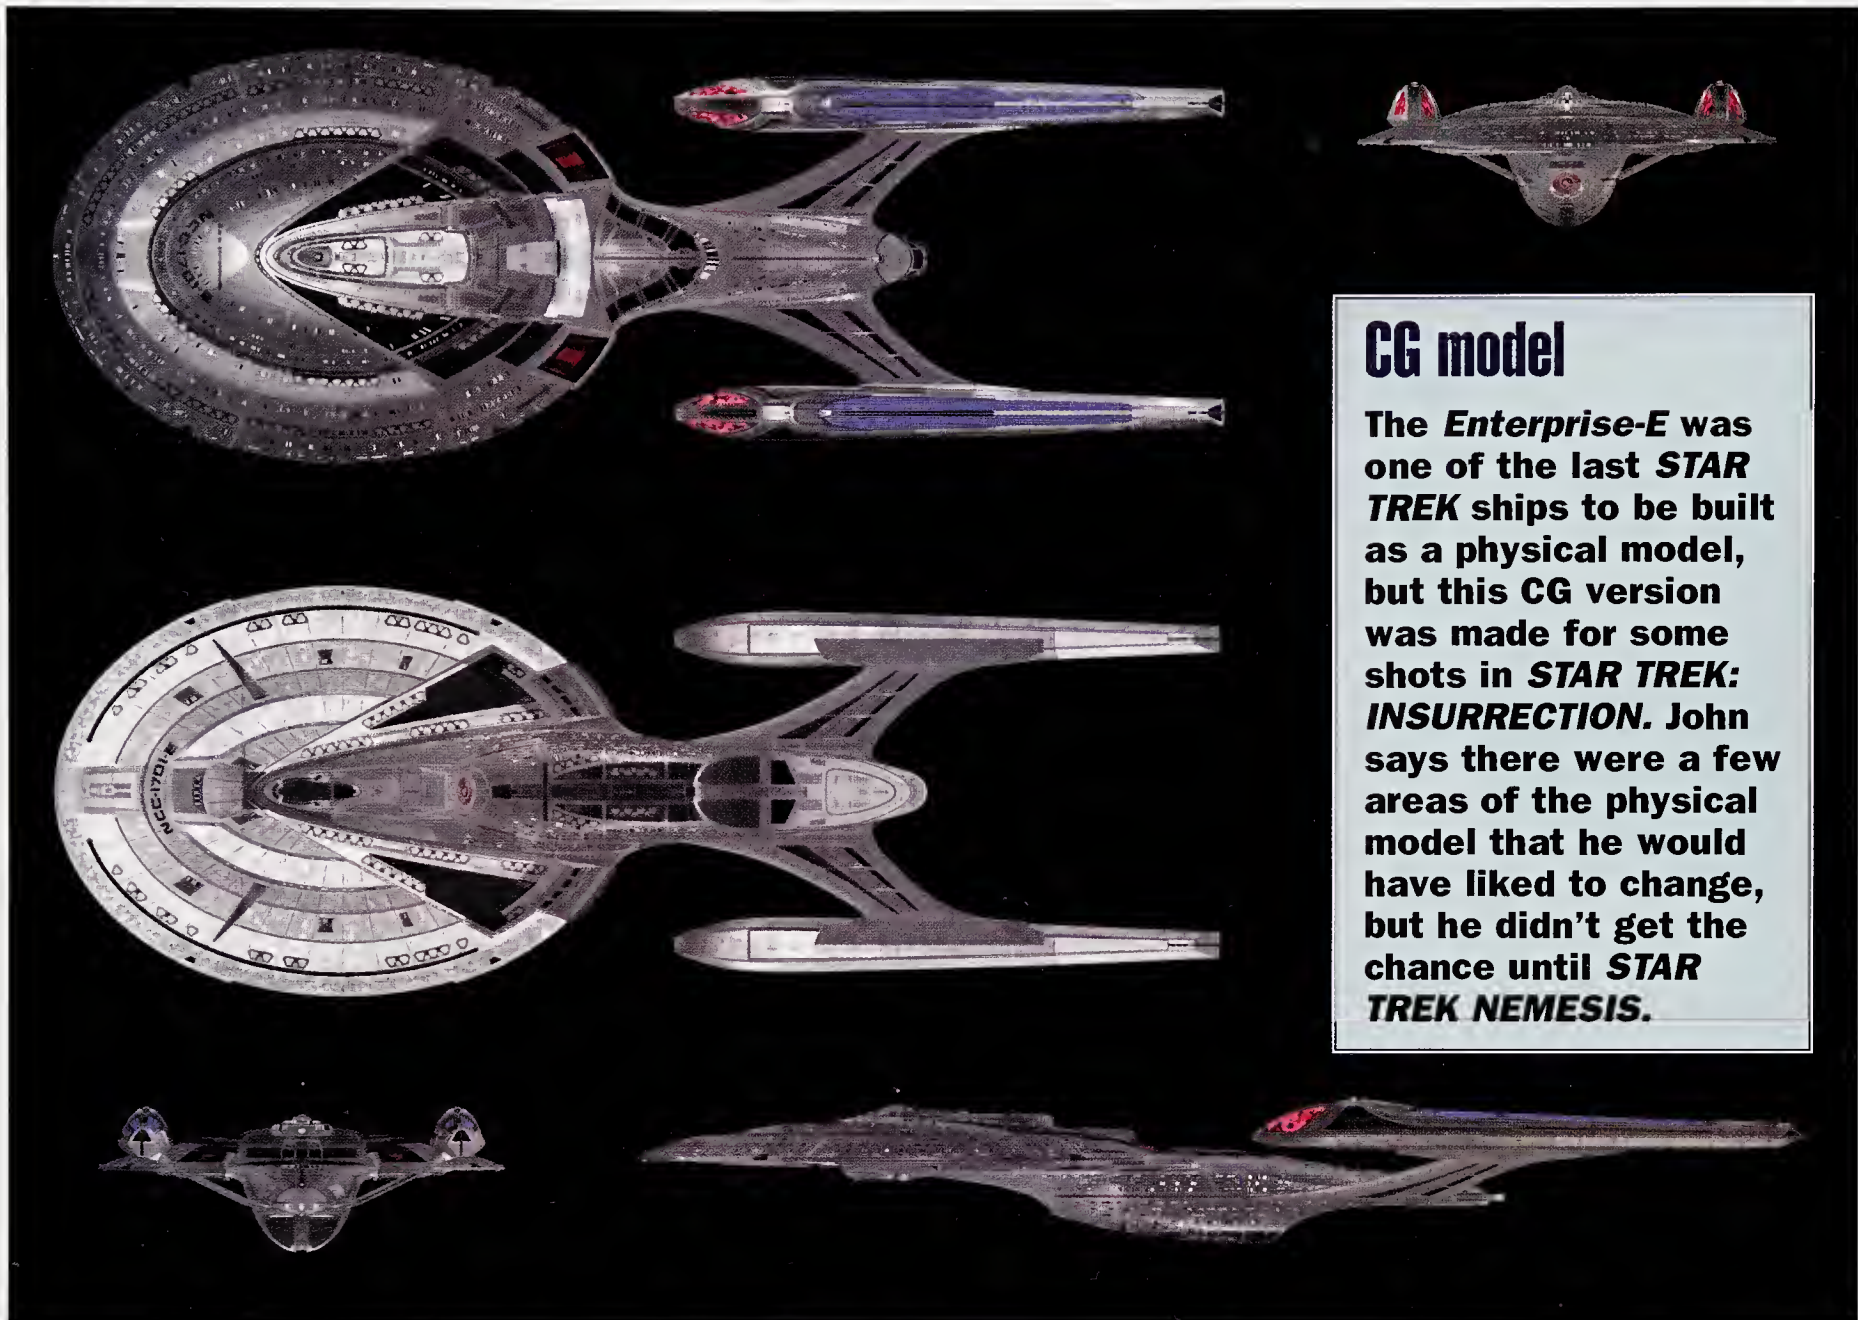 CG model
The Enterprise-E was
one of the last STAR
TREK ships to be built
as a physical model,
but this CG version
was made for some
shots in STAR TREK:
INSURRECTION. John
says there were a few
areas of the physical
model that he would
have liked to change,
but he didn't get the
chance until STAR
TREK NEMESIS.
NCC-1701-E